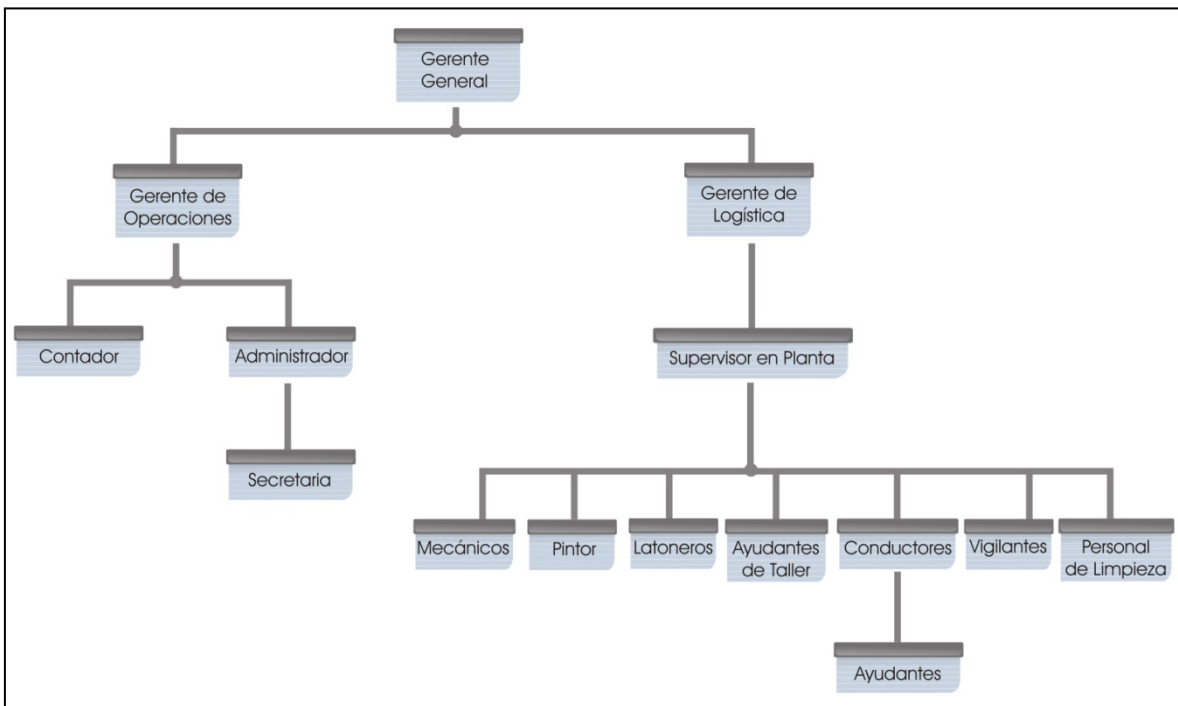 Gerente
General
Gerente de
Operaciones
Gerente de
Logística
Contador
Administrador
Supervisor en Planta
Secretaria
Mecánicos
Pintor
Latoneros
Ayudantes
de Taller
Conductores
Vigilantes
Personal
de Limpieza
Ayudantes